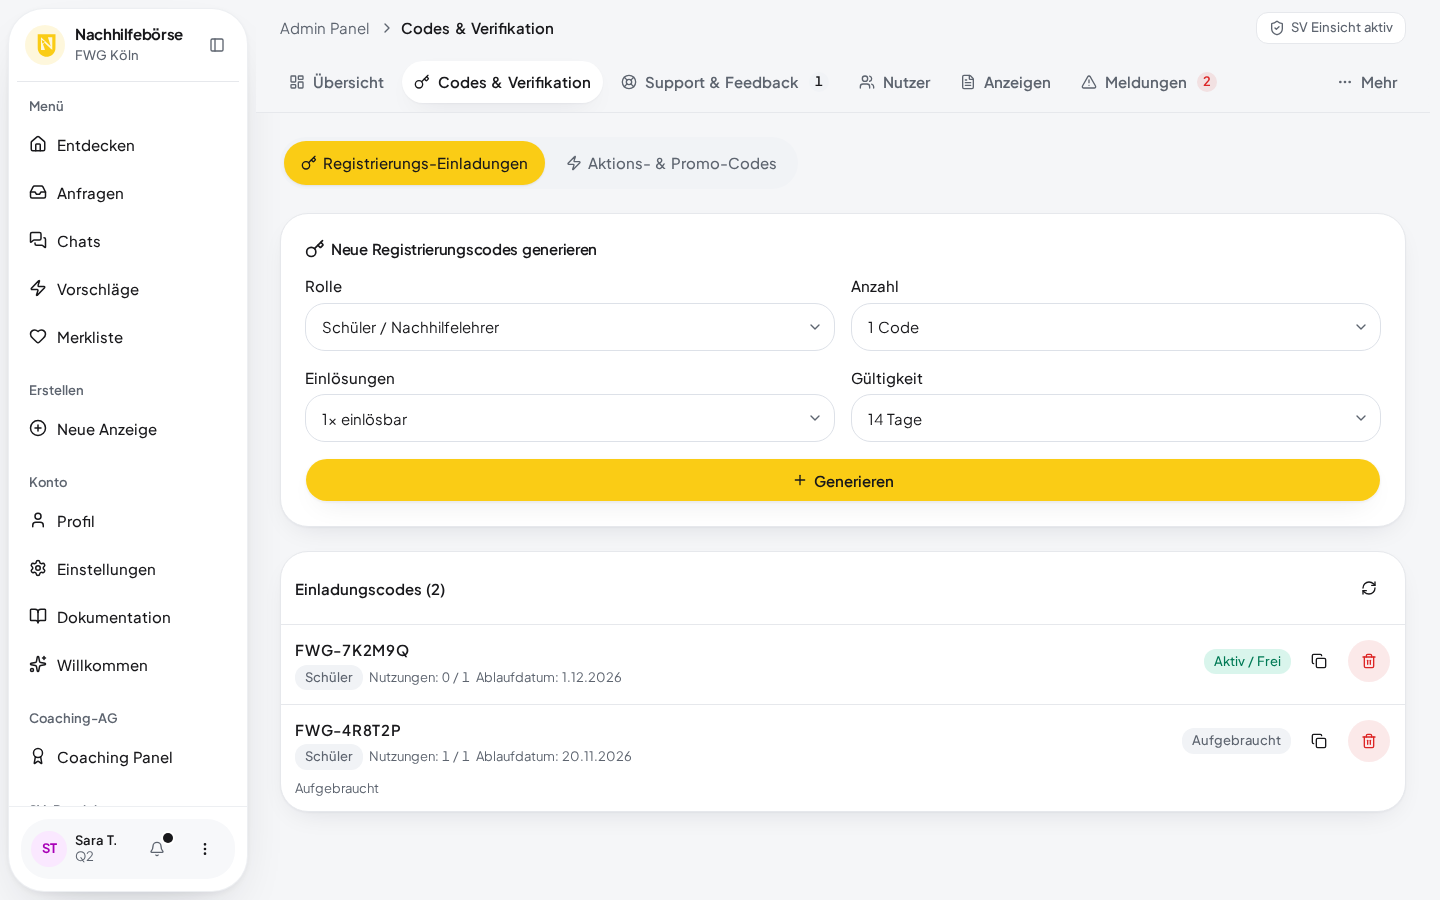 Nachhilfebörse
FWG Köln
Menü
Entdecken
Anfragen
Chats
Vorschläge
Merkliste
Erstellen
Neue Anzeige
Konto
Profil
Einstellungen
Dokumentation
Willkommen
Coaching-AG
Coaching Panel
ST
Sara T.
Q2
Admin Panel
Codes & Verifikation
SV Einsicht aktiv
Übersicht
Codes & Verifikation
Support & Feedback 1
Nutzer
Anzeigen
Meldungen 2
Mehr
Registrierungs-Einladungen
Aktions- & Promo-Codes
Neue Registrierungscodes generieren
Rolle
Schüler / Nachhilfelehrer
Anzahl
1 Code
Einlösungen
1× einlösbar
Gültigkeit
14 Tage
Generieren
Einladungscodes (2)
FWG-7K2M9Q
Schüler Nutzungen: 0 / 1 Ablaufdatum: 1.12.2026
Aktiv / Frei
FWG-4R8T2P
Schüler Nutzungen: 1 / 1 Ablaufdatum: 20.11.2026
Aufgebraucht
Aufgebraucht